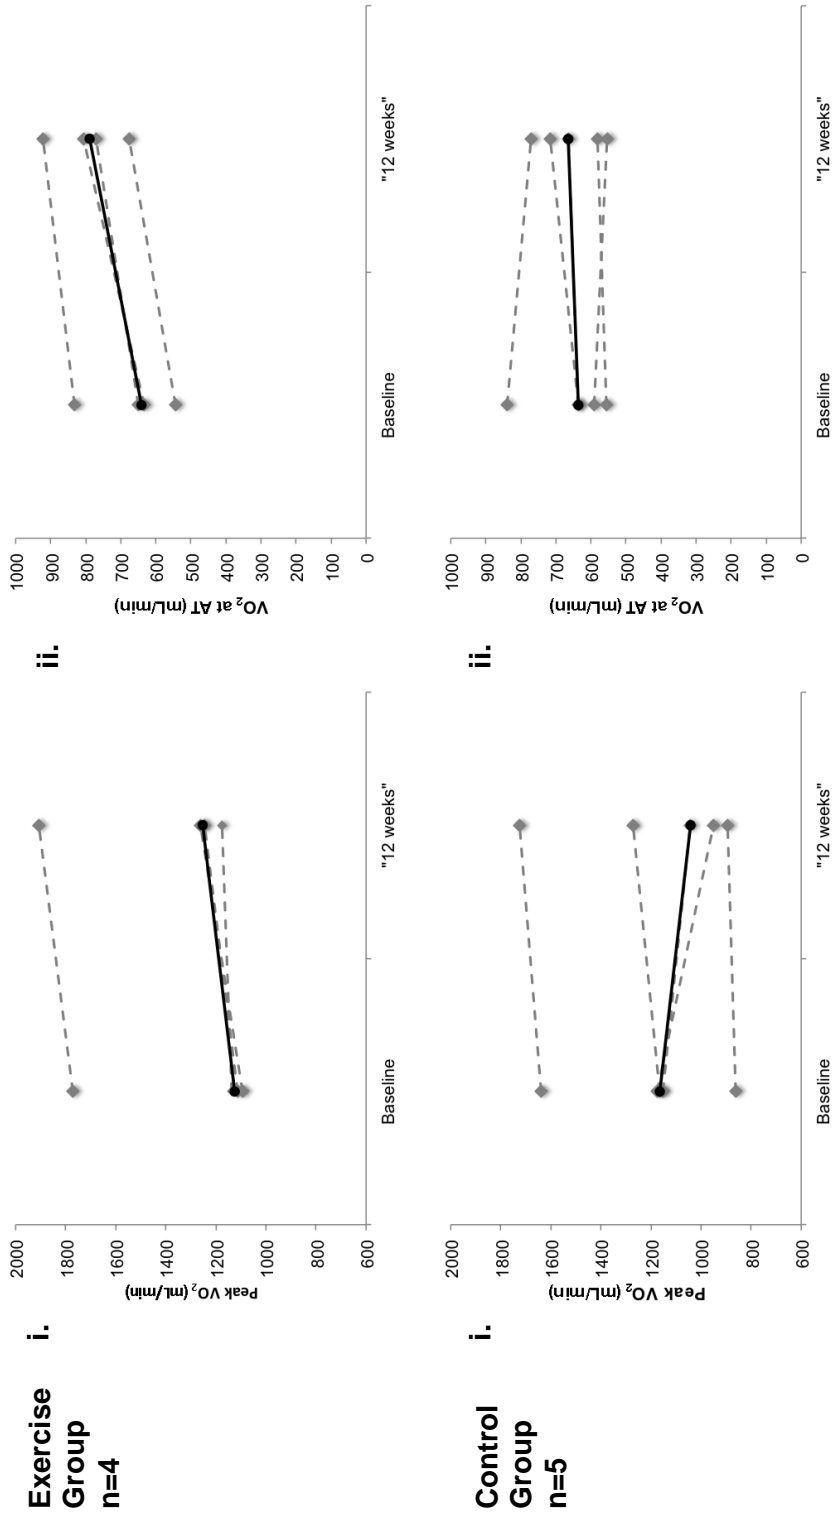 Exercise
Group
n=4
i.
Peak VO₂ (mL/min)
2000
1800
1600
1400
1200
1000
800
600
Baseline
"12 weeks"
ii.
VO₂ at AT (mL/min)
1000
900
800
700
600
500
400
300
200
100
0
Baseline
"12 weeks"
Control
Group
n=5
i.
Peak VO₂ (mL/min)
2000
1800
1600
1400
1200
1000
800
600
Baseline
"12 weeks"
ii.
VO₂ at AT (mL/min)
1000
900
800
700
600
500
400
300
200
100
0
Baseline
"12 weeks"